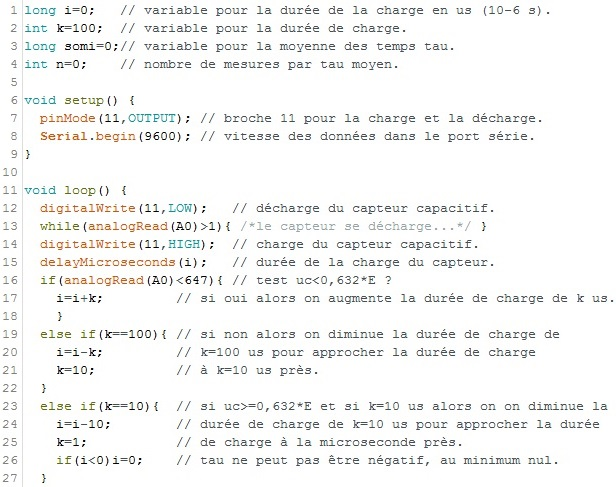 1 long i=0;   // variable pour la durée de la charge en us (10-6 s).
2 int k=100;  // variable pour la durée de charge.
3 long somi=0;// variable pour la moyenne des temps tau.
4 int n=0;    // nombre de mesures par tau moyen.
5
6 void setup() {
7   pinMode(11,OUTPUT); // broche 11 pour la charge et la décharge.
8   Serial.begin(9600); // vitesse des données dans le port série.
9 }
10
11 void loop() {
12   digitalWrite(11,LOW);   // décharge du capteur capacitif.
13   while(analogRead(A0)>1){ /*le capteur se décharge...*/ }
14   digitalWrite(11,HIGH);  // charge du capteur capacitif.
15   delayMicroseconds(i);   // durée de la charge du capteur.
16   if(analogRead(A0)<647){ // test uc<0,632*E ?
17     i=i+k;         // si oui alors on augmente la durée de charge de k us.
18     }
19   else if(k==100){ // si non alors on diminue la durée de charge de
20     i=i-k;         // k=100 us pour approcher la durée de charge
21     k=10;          // à k=10 us près.
22   }
23   else if(k==10){  // si uc>=0,632*E et si k=10 us alors on on diminue la
24     i=i-10;        // durée de charge de k=10 us pour approcher la durée
25     k=1;           // de charge à la microseconde près.
26     if(i<0)i=0;    // tau ne peut pas être négatif, au minimum nul.
27   }